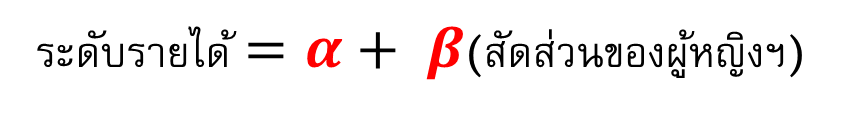 ระดับรายได้ = α + β(สัดส่วนของผู้หญิงฯ)